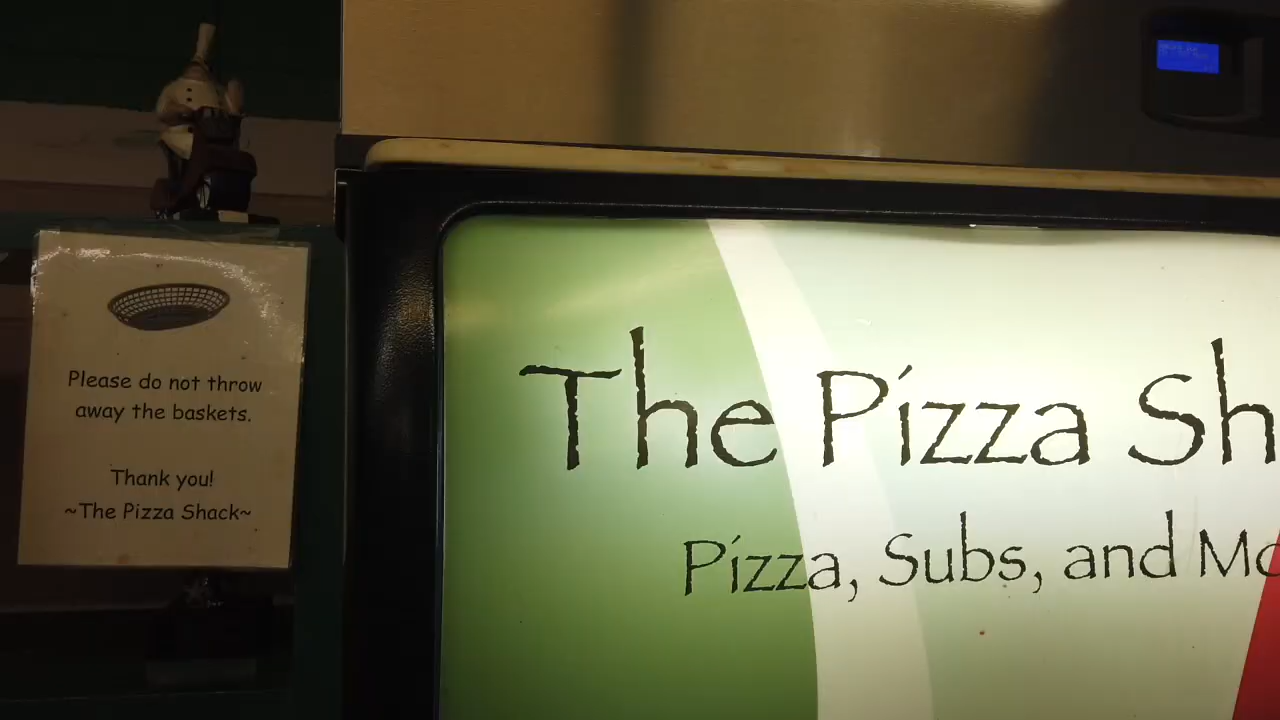 Please do not throw
away the baskets.
Thank you!
~The Pizza Shack~
The Pizza Sh
Pizza, Subs, and Mo